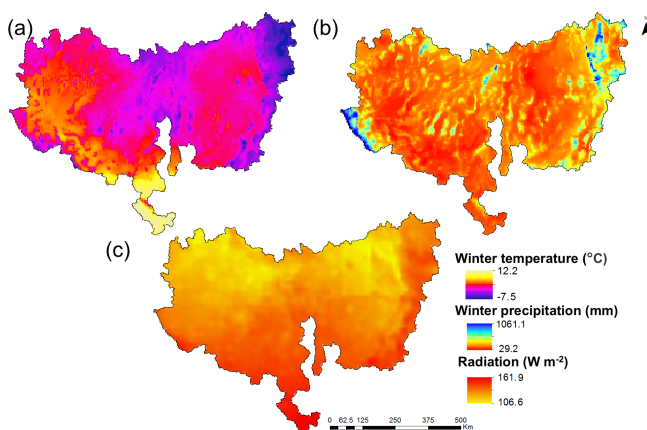 (a)
(b)
(c)
Winter temperature (°C)
12.2
-7.5
Winter precipitation (mm)
1061.1
29.2
Radiation (W m-2)
161.9
106.6
0 62.5 125 250 375 500
Km